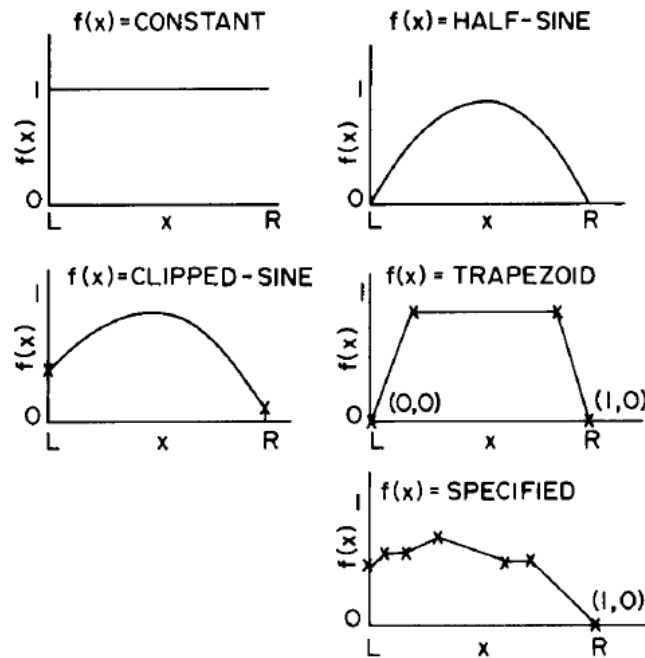 f(x) = CONSTANT
1
f(x)
0
L x R
f(x) = HALF-SINE
1
f(x)
0
L x R
f(x) = CLIPPED-SINE
1
f(x)
0
L x R
f(x) = TRAPEZOID
1
f(x)
(0,0) (1,0)
0
L x R
f(x) = SPECIFIED
1
f(x)
(1,0)
0
L x R